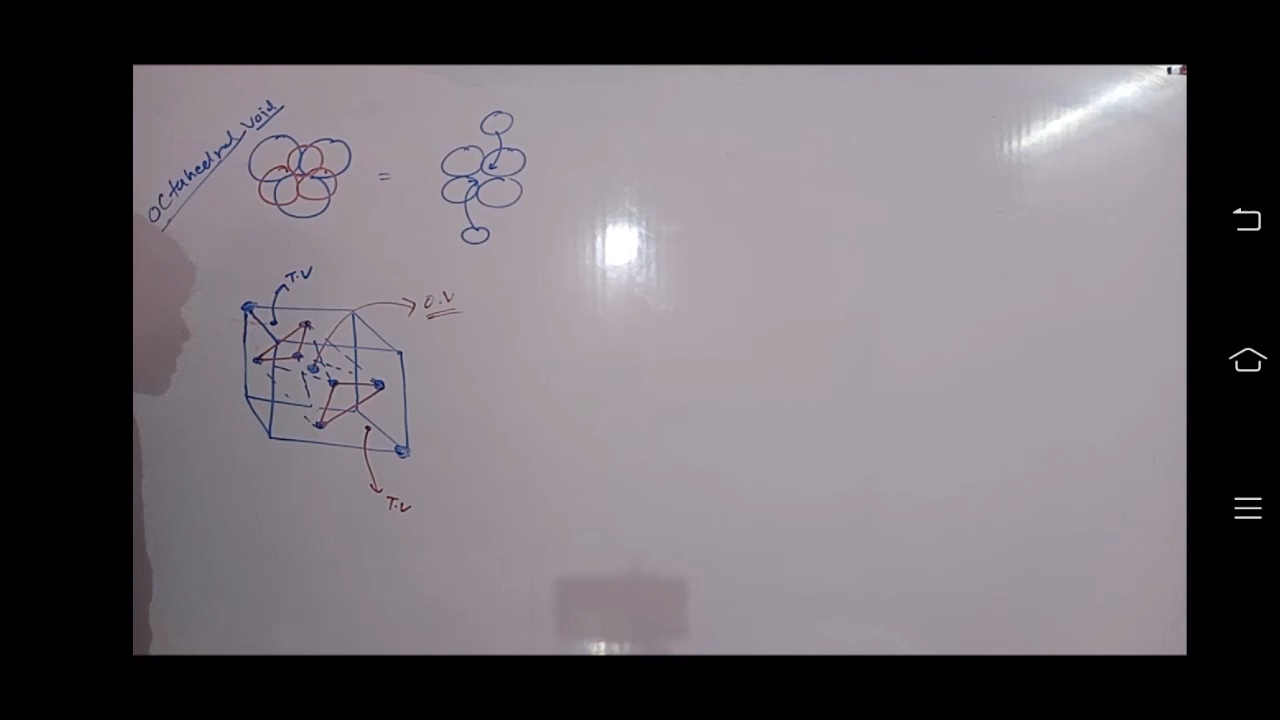 OCtahedral Void
=
T.V
O.V
T.V